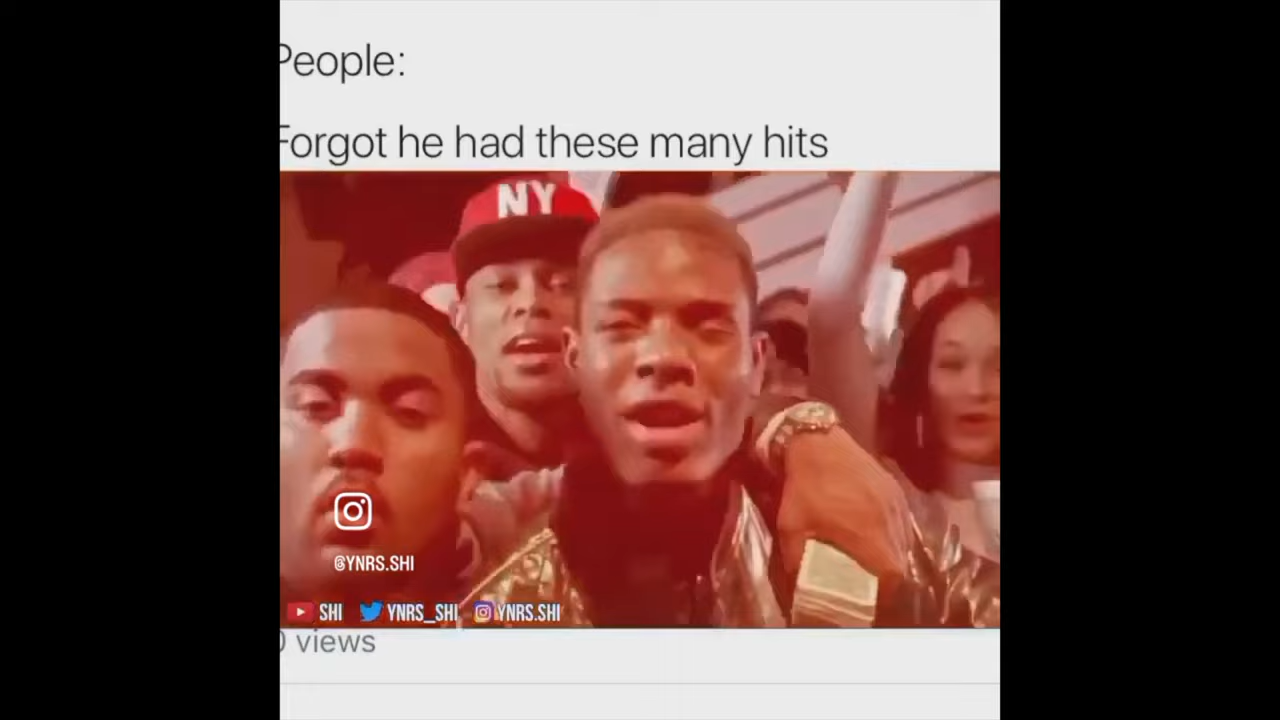 People:
Forgot he had these many hits
NY
@YNRS.SHI
SHI YNRS_SHI YNRS.SHI
views